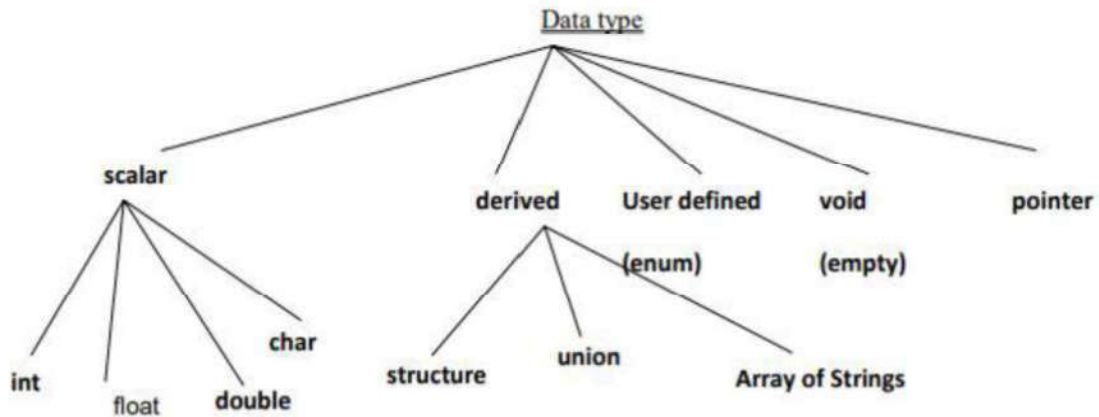 Data type
scalar
derived User defined void pointer
(enum) (empty)
char
int float double
structure union Array of Strings